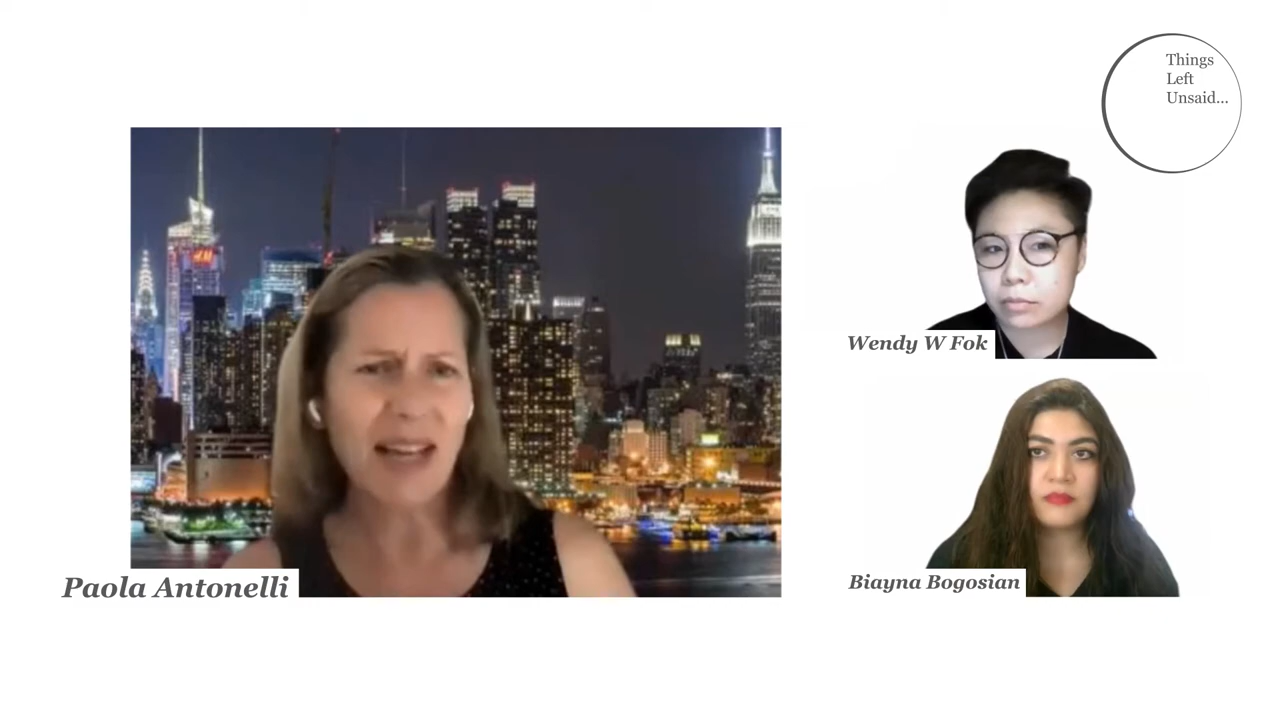 Things
Left
Unsaid...
H&M
Wendy W Fok
Biayna Bogosian
Paola Antonelli